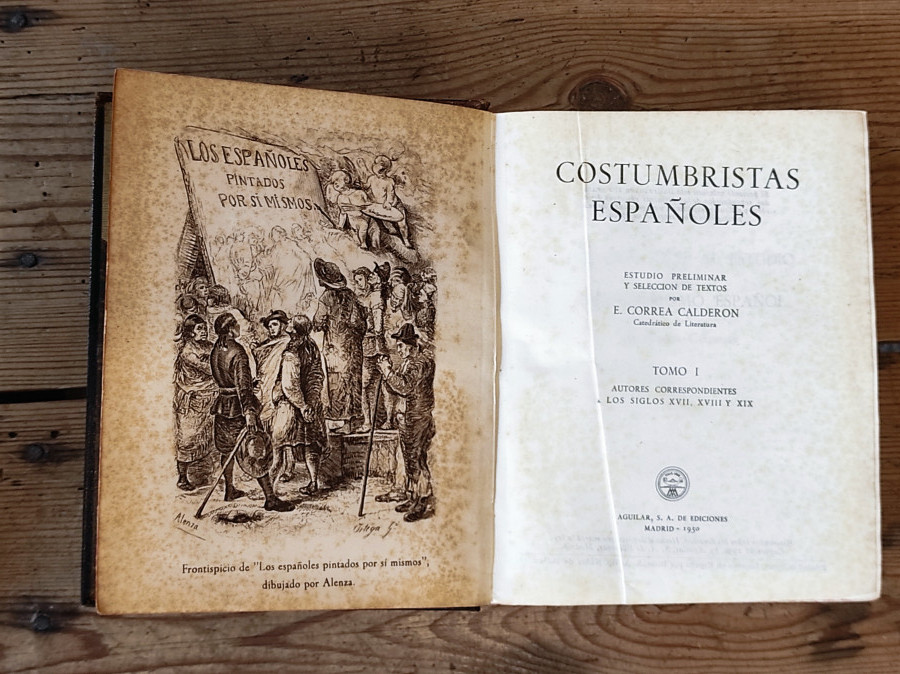 LOS ESPAÑOLES
PINTADOS
POR SÍ MISMOS
Alenza
Frontispicio de "Los españoles pintados por sí mismos",
dibujado por Alenza.
COSTUMBRISTAS
ESPAÑOLES
ESTUDIO PRELIMINAR
Y SELECCION DE TEXTOS
POR
E. CORREA CALDERON
Catedrático de Literatura
TOMO I
AUTORES CORRESPONDIENTES
A LOS SIGLOS XVII, XVIII Y XIX
AGUILAR, S. A. DE EDICIONES
MADRID - 1950